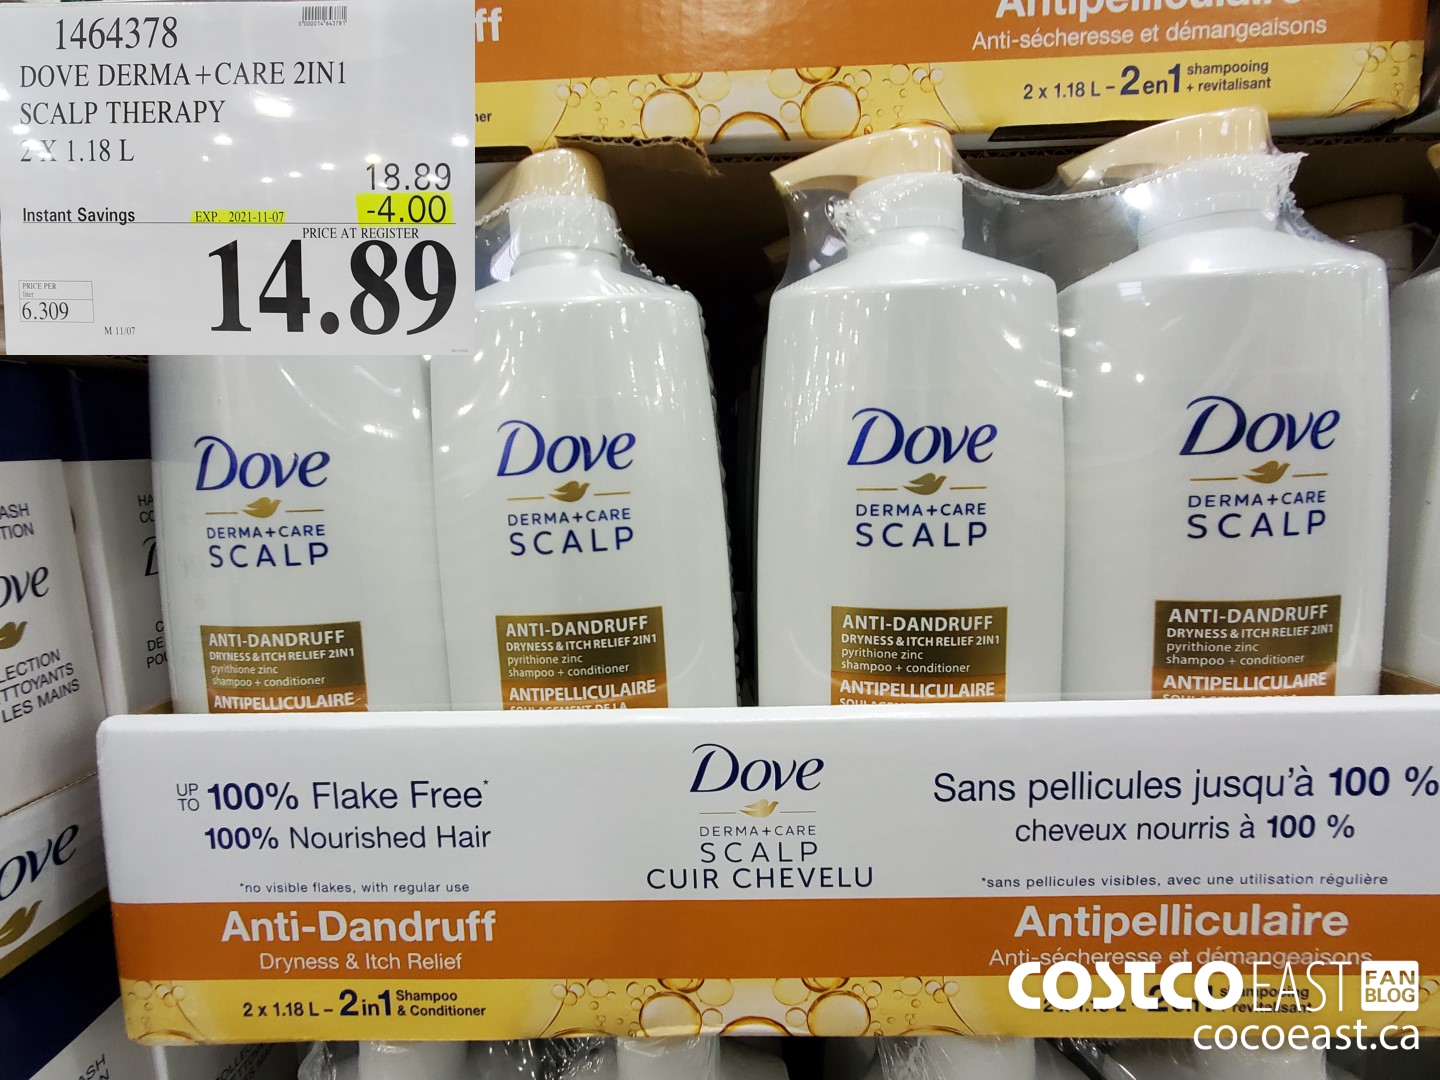 1464378
DOVE DERMA+CARE 2IN1
SCALP THERAPY
2 X 1.18 L
18.89
Instant Savings EXP. 2021-11-07 -4.00
PRICE AT REGISTER
14.89
PRICE PER
liter
6.309
M 11/07
ff
Antipelliculaire
Anti-sécheresse et démangeaisons
2 x 1.18 L – 2en1 shampooing
+ revitalisant
Dove
DERMA+CARE
SCALP
ANTI-DANDRUFF
DRYNESS & ITCH RELIEF 2IN1
pyrithione zinc
shampoo + conditioner
ANTIPELLICULAIRE
Dove
DERMA+CARE
SCALP
ANTI-DANDRUFF
DRYNESS & ITCH RELIEF 2IN1
pyrithione zinc
shampoo + conditioner
ANTIPELLICULAIRE
SOULAGEMENT DE LA
Dove
DERMA+CARE
SCALP
ANTI-DANDRUFF
DRYNESS & ITCH RELIEF 2IN1
pyrithione zinc
shampoo + conditioner
ANTIPELLICULAIRE
Dove
DERMA+CARE
SCALP
ANTI-DANDRUFF
DRYNESS & ITCH RELIEF 2IN1
pyrithione zinc
shampoo + conditioner
ANTIPELLICULAIRE
UP TO 100% Flake Free*
100% Nourished Hair
*no visible flakes, with regular use
Anti-Dandruff
Dryness & Itch Relief
2 x 1.18 L – 2in1 Shampoo
& Conditioner
Dove
DERMA+CARE
SCALP
CUIR CHEVELU
Sans pellicules jusqu'à 100 %
cheveux nourris à 100 %
*sans pellicules visibles, avec une utilisation régulière
Antipelliculaire
Anti-sécheresse et démangeaisons
COSTCO EAST FAN BLOG
cocoeast.ca
LES MAINS